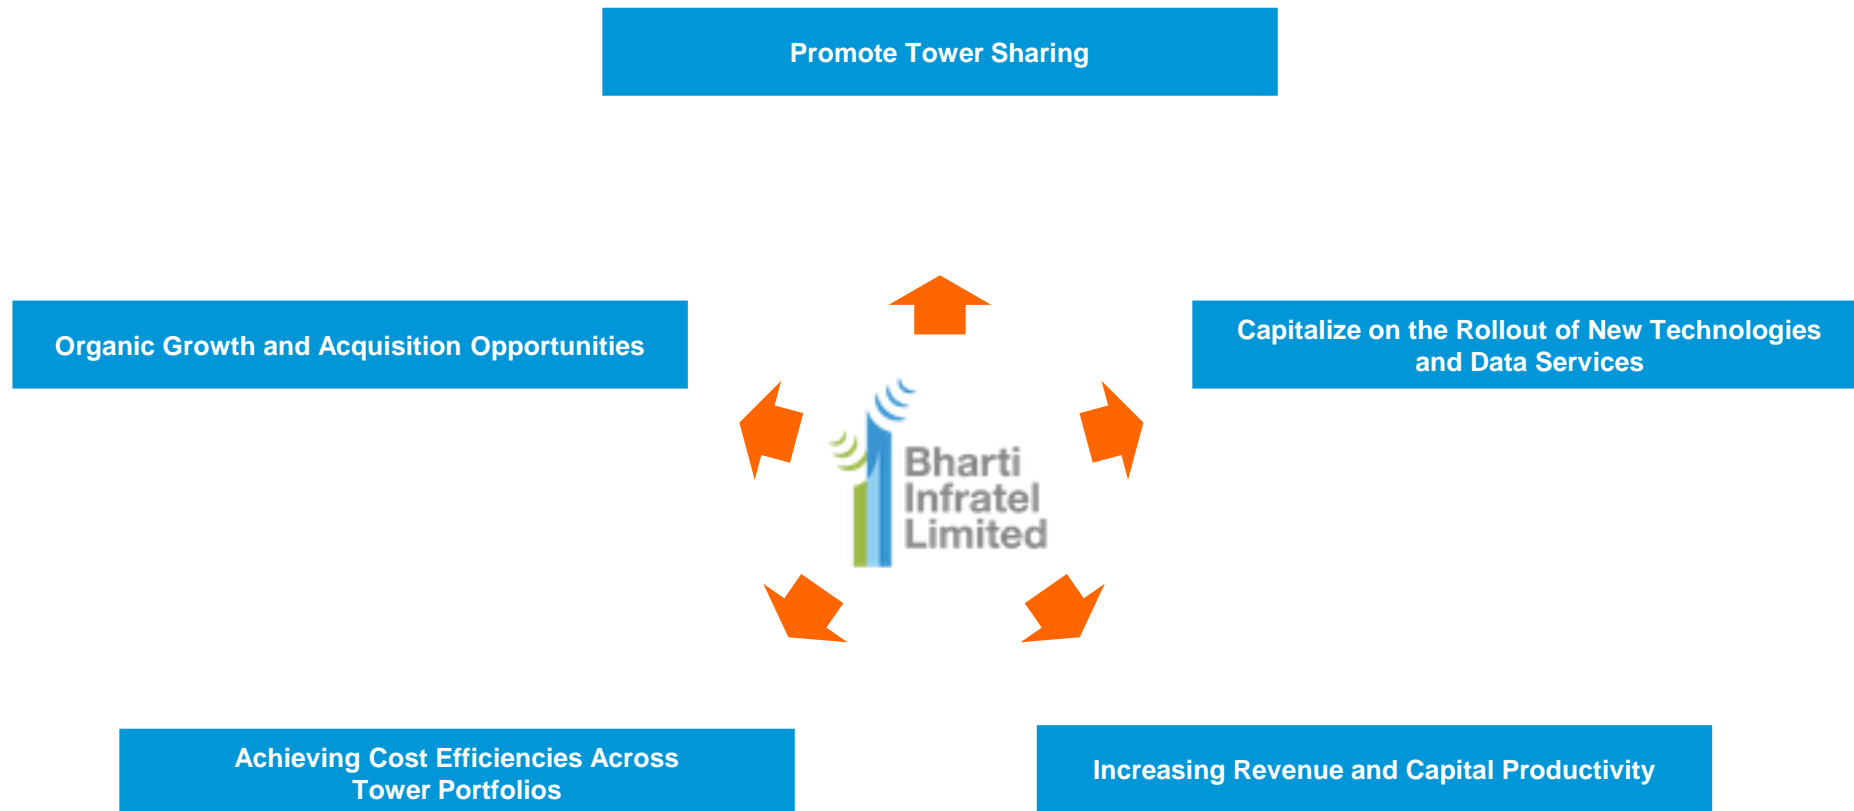 Promote Tower Sharing
Organic Growth and Acquisition Opportunities
Capitalize on the Rollout of New Technologies
and Data Services
Bharti
Infratel
Limited
Achieving Cost Efficiencies Across
Tower Portfolios
Increasing Revenue and Capital Productivity